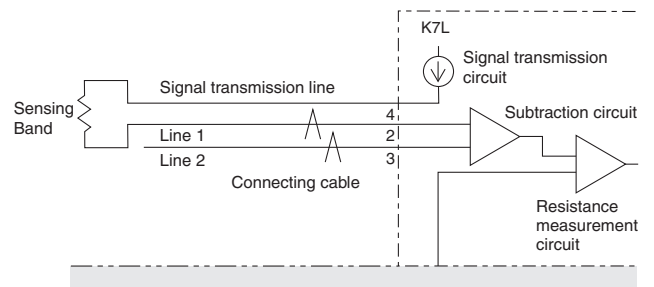 K7L
Signal transmission
circuit
Signal transmission line
Sensing
Band
4
Subtraction circuit
Line 1
2
Line 2
3
Connecting cable
Resistance
measurement
circuit